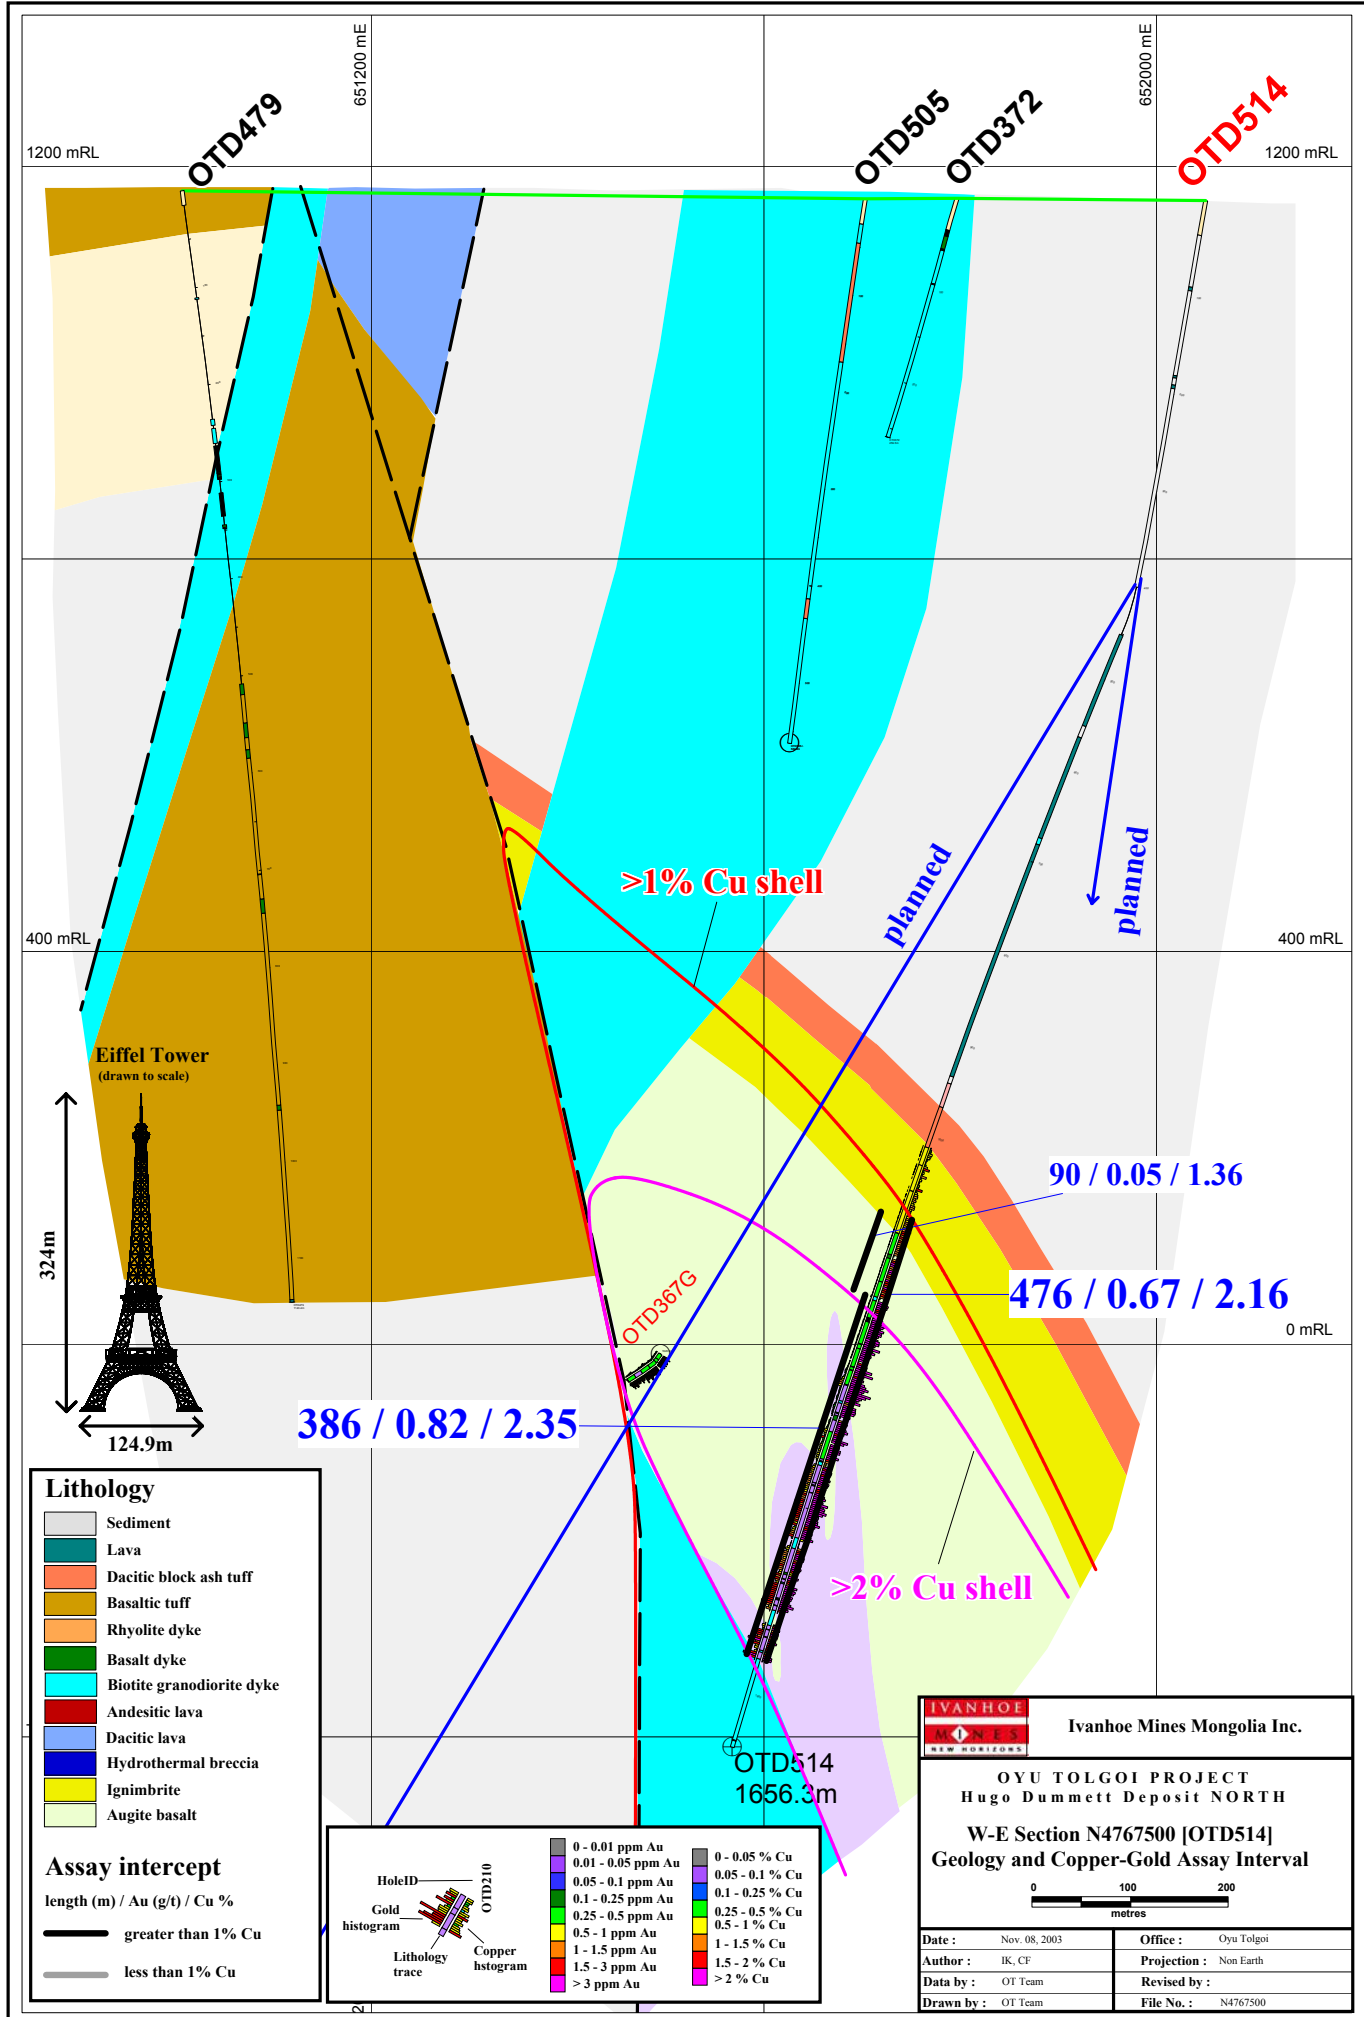 651200 mE
652000 mE
OTD479
OTD505
OTD372
OTD514
1200 mRL
1200 mRL
>1% Cu shell
planned
planned
400 mRL
400 mRL
Eiffel Tower
(drawn to scale)
324m
124.9m
90 / 0.05 / 1.36
476 / 0.67 / 2.16
0 mRL
OTD367G
386 / 0.82 / 2.35
>2% Cu shell
OTD514
1656.3m
Lithology
Sediment
Lava
Dacitic block ash tuff
Basaltic tuff
Rhyolite dyke
Basalt dyke
Biotite granodiorite dyke
Andesitic lava
Dacitic lava
Hydrothermal breccia
Ignimbrite
Augite basalt
Assay intercept
length (m) / Au (g/t) / Cu %
greater than 1% Cu
less than 1% Cu
HoleID
OTD210
Gold
histogram
Lithology
trace
Copper
hstogram
0 - 0.01 ppm Au
0.01 - 0.05 ppm Au
0.05 - 0.1 ppm Au
0.1 - 0.25 ppm Au
0.25 - 0.5 ppm Au
0.5 - 1 ppm Au
1 - 1.5 ppm Au
1.5 - 3 ppm Au
> 3 ppm Au
0 - 0.05 % Cu
0.05 - 0.1 % Cu
0.1 - 0.25 % Cu
0.25 - 0.5 % Cu
0.5 - 1 % Cu
1 - 1.5 % Cu
1.5 - 2 % Cu
> 2 % Cu
IVANHOE
MINES
NEW HORIZONS
Ivanhoe Mines Mongolia Inc.
OYU TOLGOI PROJECT
Hugo Dummett Deposit NORTH
W-E Section N4767500 [OTD514]
Geology and Copper-Gold Assay Interval
0 100 200
metres
Date : Nov. 08, 2003 Office : Oyu Tolgoi
Author : IK, CF Projection : Non Earth
Data by : OT Team Revised by :
Drawn by : OT Team File No. : N4767500